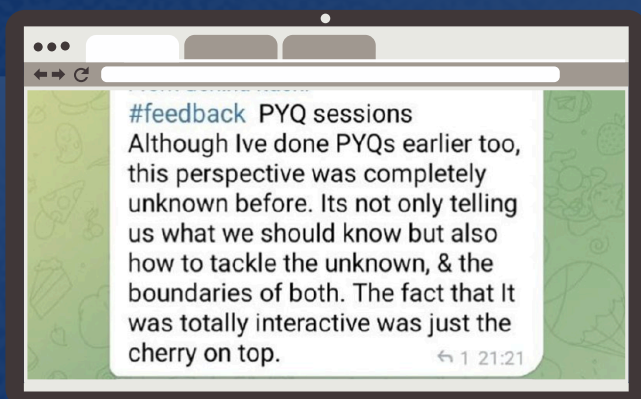 #feedback PYQ sessions
Although Ive done PYQs earlier too,
this perspective was completely
unknown before. Its not only telling
us what we should know but also
how to tackle the unknown, & the
boundaries of both. The fact that It
was totally interactive was just the
cherry on top.
1 21:21